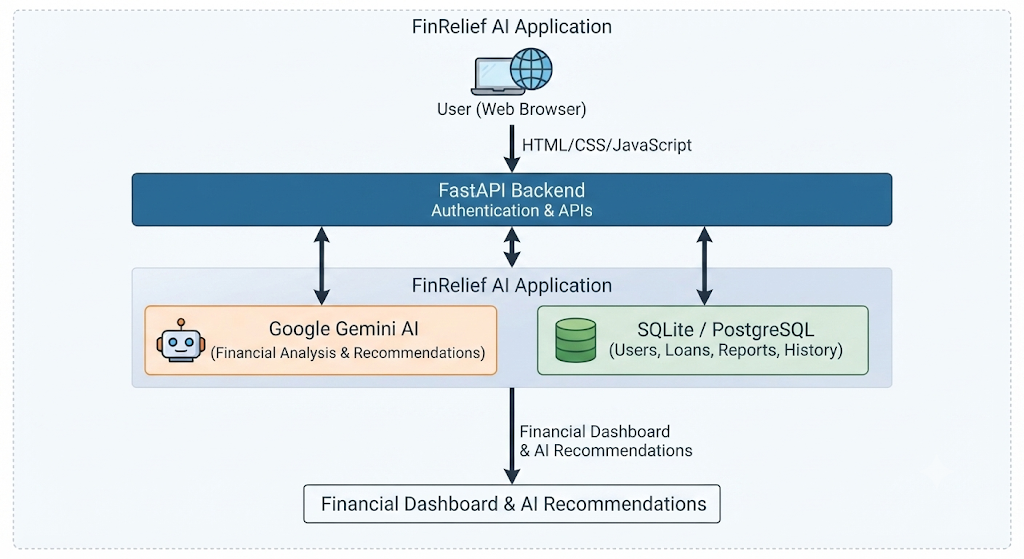 FinRelief AI Application
User (Web Browser)
HTML/CSS/JavaScript
FastAPI Backend
Authentication & APIs
FinRelief AI Application
Google Gemini AI
(Financial Analysis & Recommendations)
SQLite / PostgreSQL
(Users, Loans, Reports, History)
Financial Dashboard
& AI Recommendations
Financial Dashboard & AI Recommendations